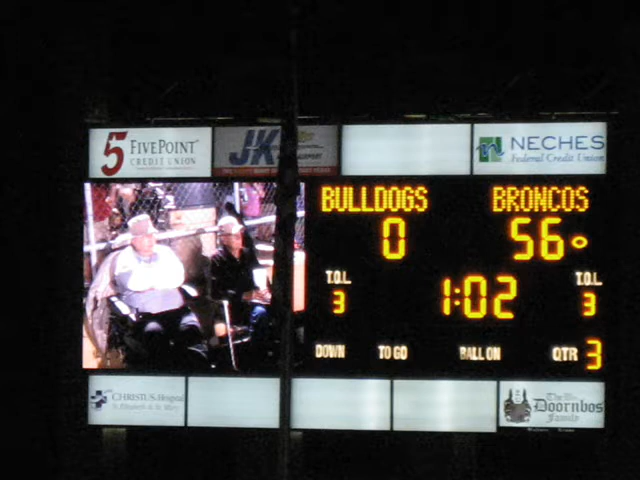 5 FIVEPOINT
CREDIT UNION
JK
NECHES
Federal Credit Union
BULLDOGS BRONCOS
0 56
T.O.L. T.O.L.
3 1:02 3
DOWN TO GO BALL ON QTR 3
CHRISTUS Hospital
St. Elizabeth & St. Mary
The
Doornbos
Family